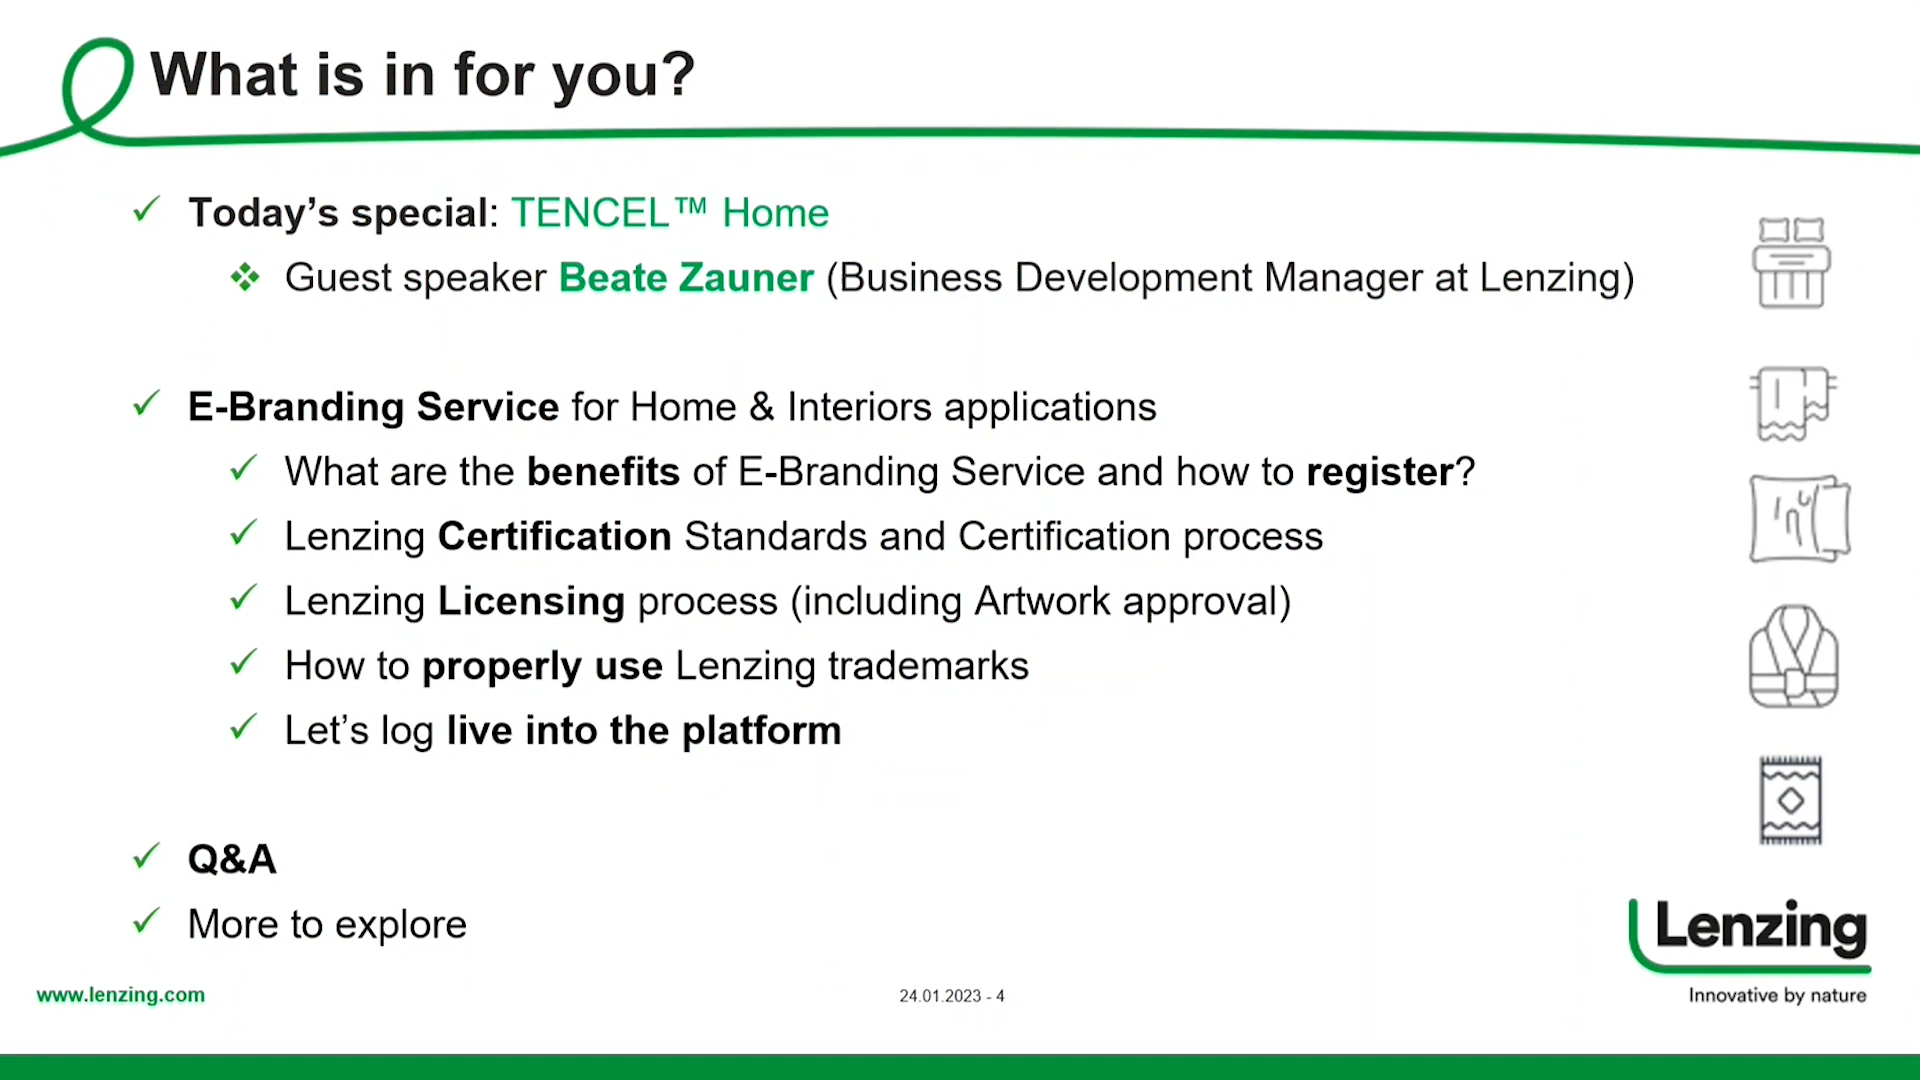 What is in for you?
Today’s special: TENCEL™ Home
Guest speaker Beate Zauner (Business Development Manager at Lenzing)
E-Branding Service for Home & Interiors applications
What are the benefits of E-Branding Service and how to register?
Lenzing Certification Standards and Certification process
Lenzing Licensing process (including Artwork approval)
How to properly use Lenzing trademarks
Let’s log live into the platform
Q&A
More to explore
Lenzing
Innovative by nature
www.lenzing.com
24.01.2023 - 4